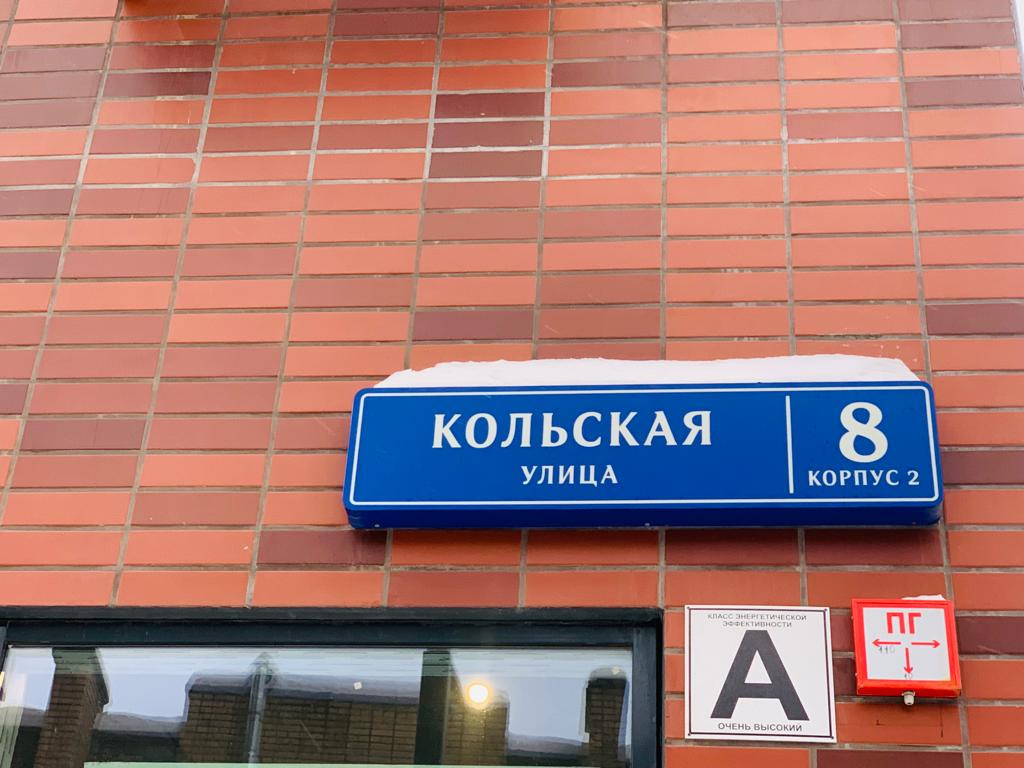 КОЛЬСКАЯ
УЛИЦА
8
КОРПУС 2
КЛАСС ЭНЕРГЕТИЧЕСКОЙ
ЭФФЕКТИВНОСТИ
А
ОЧЕНЬ ВЫСОКИЙ
ПГ